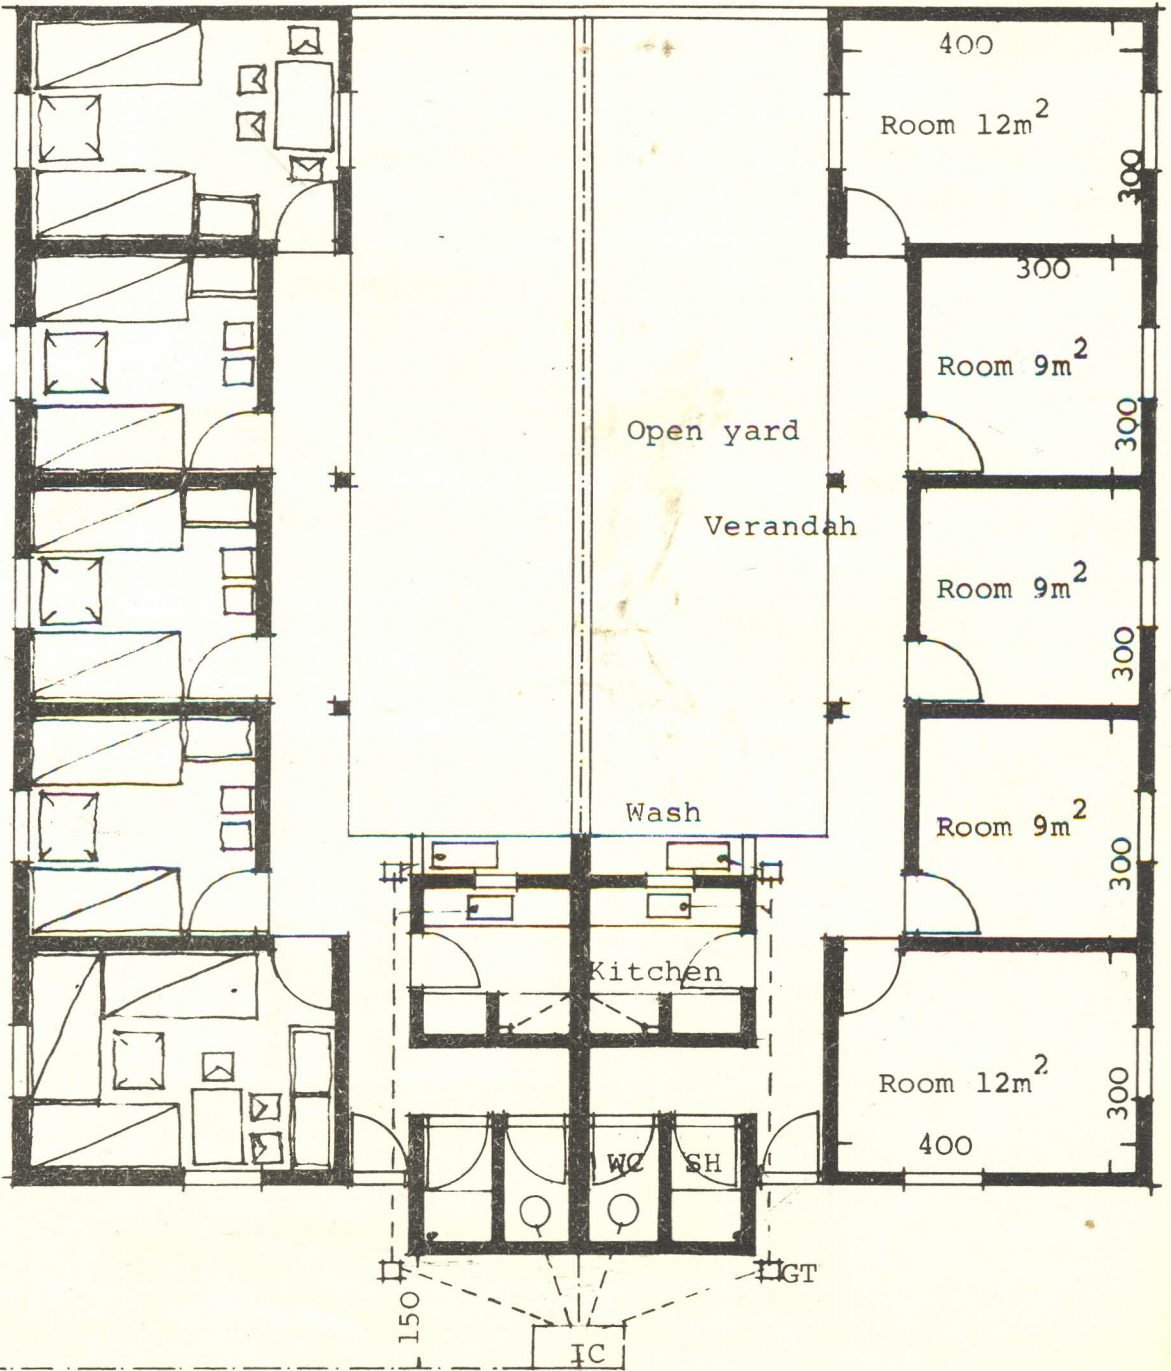 400
Room 12m²
300
300
Room 9m²
300
Open yard
Verandah
Room 9m²
300
Wash
Room 9m²
300
Kitchen
Room 12m²
300
400
WC SH
GT
150
IC